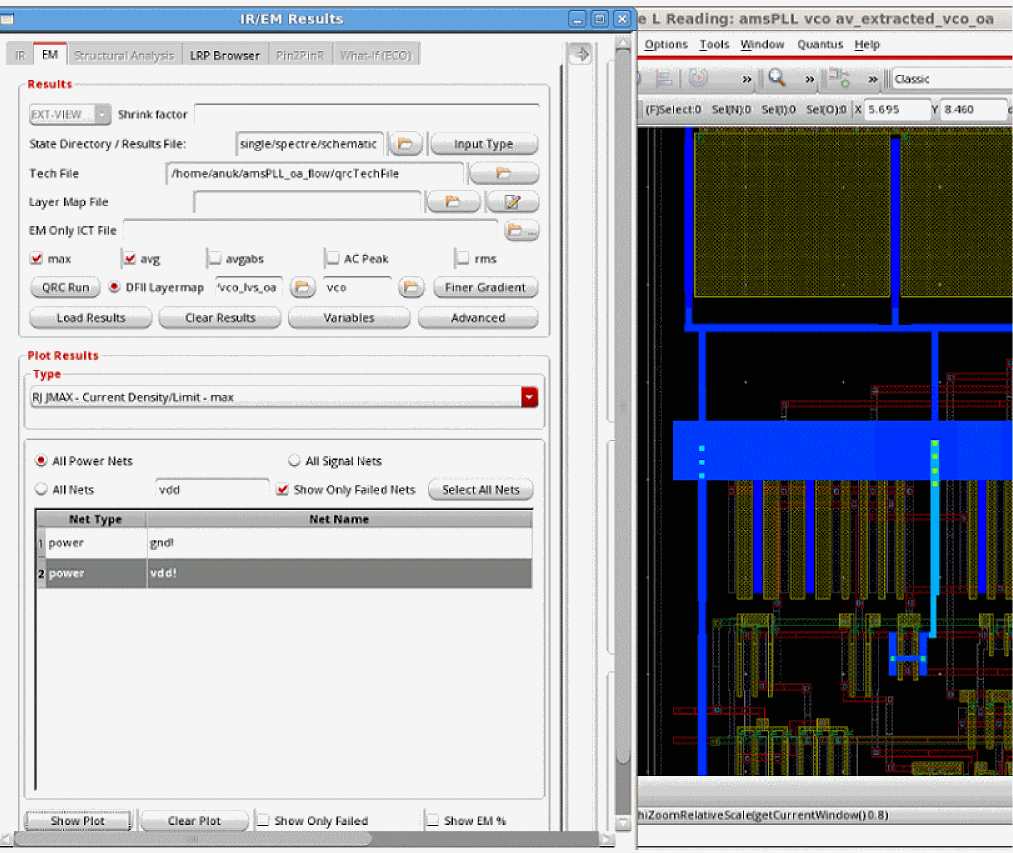 IR/EM Results
IR EM Structural Analysis LRP Browser Pin2PinR What-If (ECO)
Results
EXT-VIEW Shrink factor
State Directory / Results File: single/spectre/schematic Input Type
Tech File /home/anuk/amsPLL_oa_flow/qrcTechFile
Layer Map File
EM Only ICT File ...
max avg avgabs AC Peak rms
QRC Run DFII Layermap vco_lvs_oa vco Finer Gradient
Load Results Clear Results Variables Advanced
Plot Results
Type
RJ JMAX - Current Density/Limit - max
All Power Nets All Signal Nets
All Nets vdd Show Only Failed Nets Select All Nets
Net Type Net Name
1 power gnd!
2 power vdd!
Show Plot Clear Plot Show Only Failed Show EM %
e L Reading: amsPLL vco av_extracted_vco_oa
Options Tools Window Quantus Help
» » » Classic
(F)Select:0 Sel(N):0 Sel(I):0 Sel(O):0 X 5.695 Y 8.460
hiZoomRelativeScale(getCurrentWindow() 0.8)